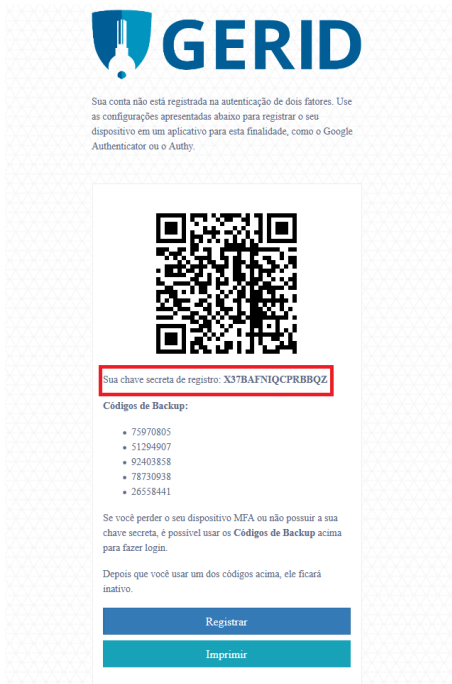 GERID
Sua conta não está registrada na autenticação de dois fatores. Use
as configurações apresentadas abaixo para registrar o seu
dispositivo em um aplicativo para esta finalidade, como o Google
Authenticator ou o Authy.
Sua chave secreta de registro: X37BAFNIQCPRBBQZ
Códigos de Backup:
75970805
51294907
92403858
78730938
26558441
Se você perder o seu dispositivo MFA ou não possuir a sua
chave secreta, é possível usar os Códigos de Backup acima
para fazer login.
Depois que você usar um dos códigos acima, ele ficará
inativo.
Registrar
Imprimir